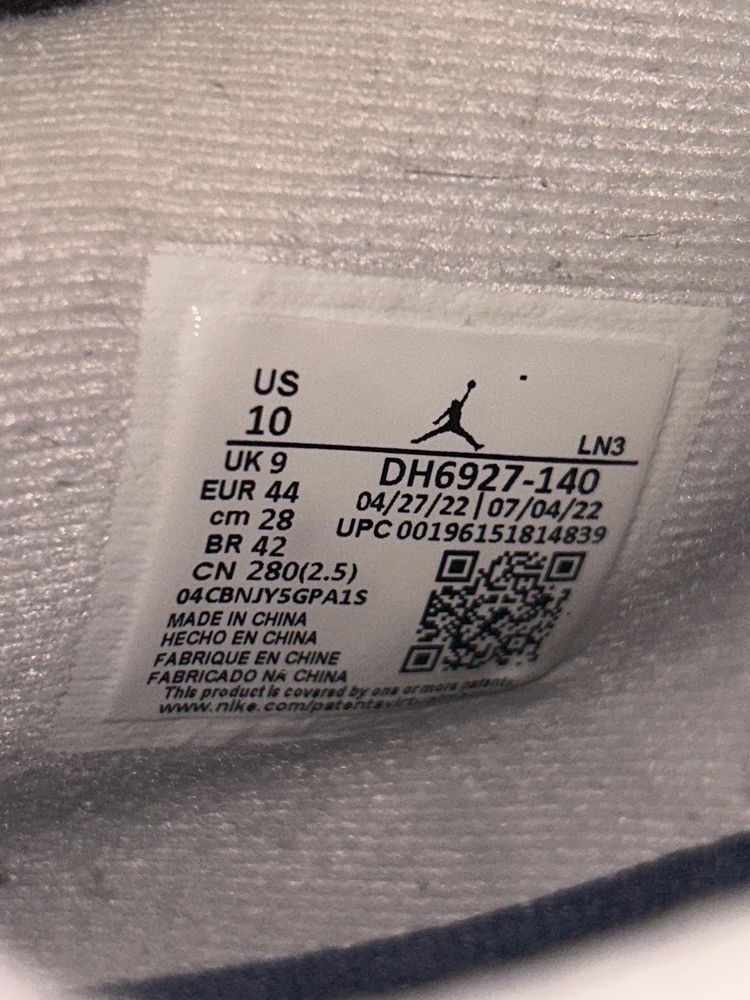 US
10
LN3
UK 9
EUR 44
cm 28
BR 42
CN 280(2.5)
04CBNJY5GPA1S
DH6927-140
04/27/22 | 07/04/22
UPC 00196151814839
MADE IN CHINA
HECHO EN CHINA
FABRIQUE EN CHINE
FABRICADO NA CHINA
This product is covered by one or more patents
www.nike.com/patents